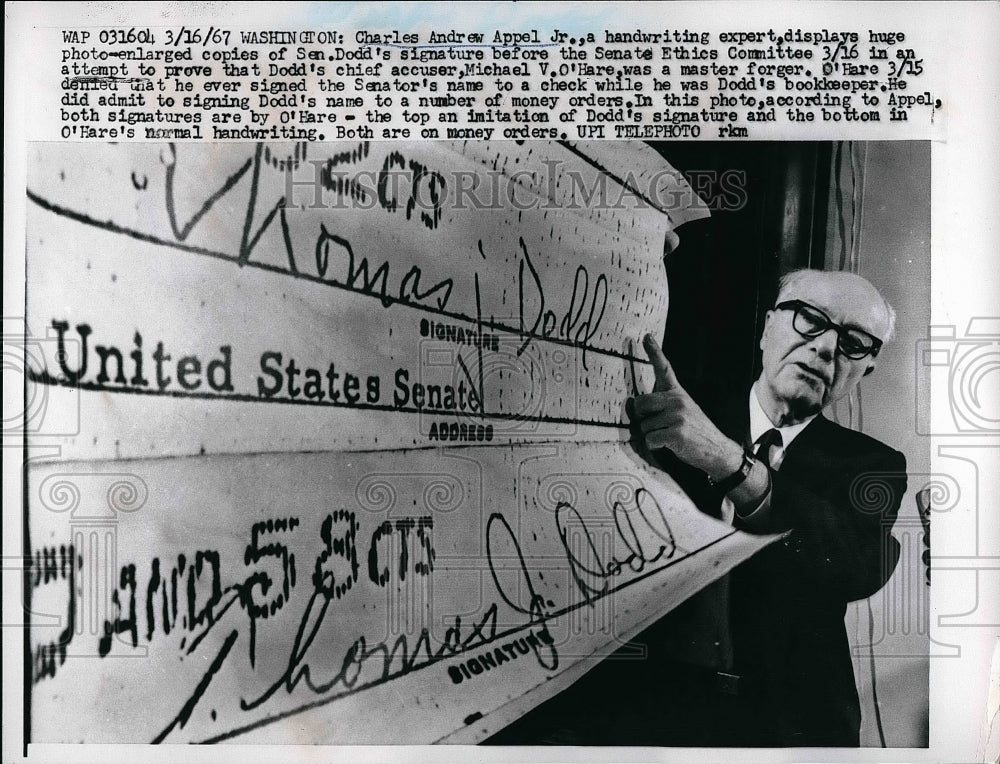 WAP 031604 3/16/67 WASHINGTON: Charles Andrew Appel Jr.,a handwriting expert,displays huge
photo-enlarged copies of Sen.Dodd's signature before the Senate Ethics Committee 3/16 in an
attempt to prove that Dodd's chief accuser,Michael V.O'Hare,was a master forger. O'Hare 3/15
denied that he ever signed the Senator's name to a check while he was Dodd's bookkeeper.He
did admit to signing Dodd's name to a number of money orders.In this photo,according to Appel,
both signatures are by O'Hare - the top an imitation of Dodd's signature and the bottom in
O'Hare's normal handwriting. Both are on money orders. UPI TELEPHOTO rkm
HISTORIC IMAGES
CTS
Thomas J. Dodd
SIGNATURE
United States Senate
ADDRESS
AND 58 CTS
Thomas J. Dodd
SIGNATURE